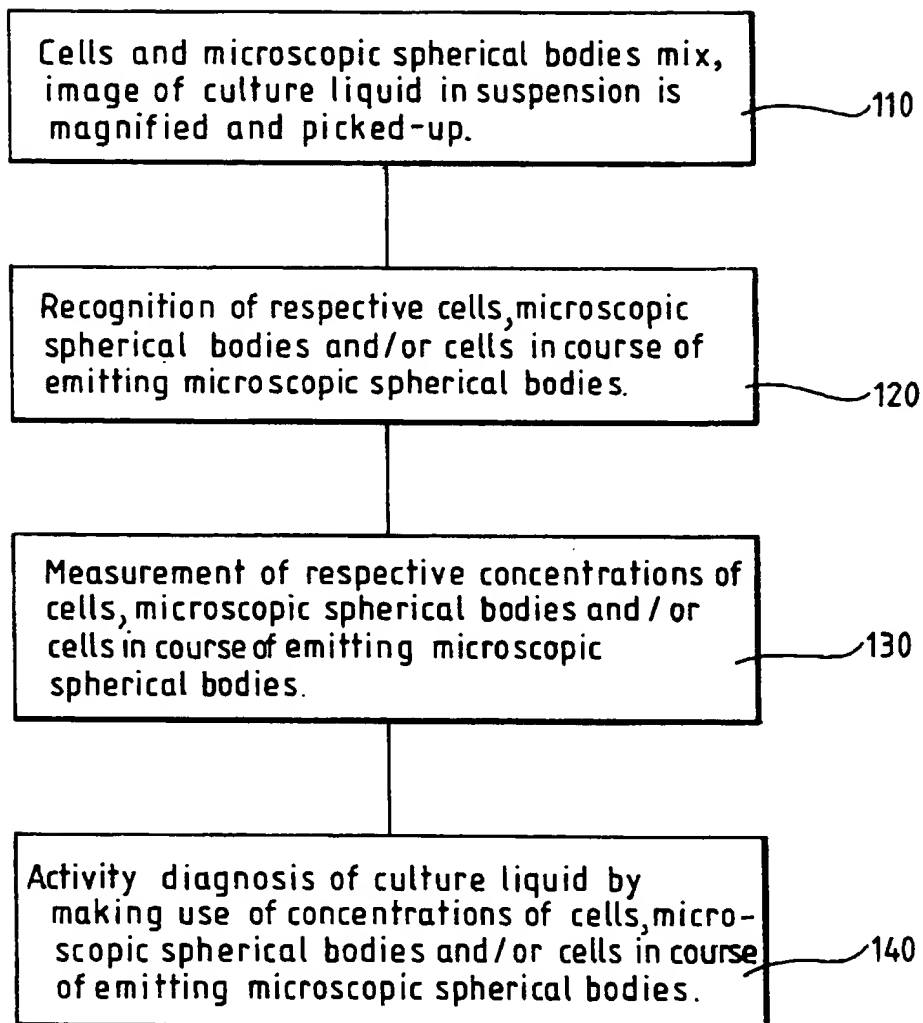 Cells and microscopic spherical bodies mix,
image of culture liquid in suspension is
magnified and picked-up.
110
Recognition of respective cells, microscopic
spherical bodies and/or cells in course of
emitting microscopic spherical bodies.
120
Measurement of respective concentrations of
cells, microscopic spherical bodies and/or
cells in course of emitting microscopic
spherical bodies.
130
Activity diagnosis of culture liquid by
making use of concentrations of cells, micro-
scopic spherical bodies and/or cells in course
of emitting microscopic spherical bodies.
140